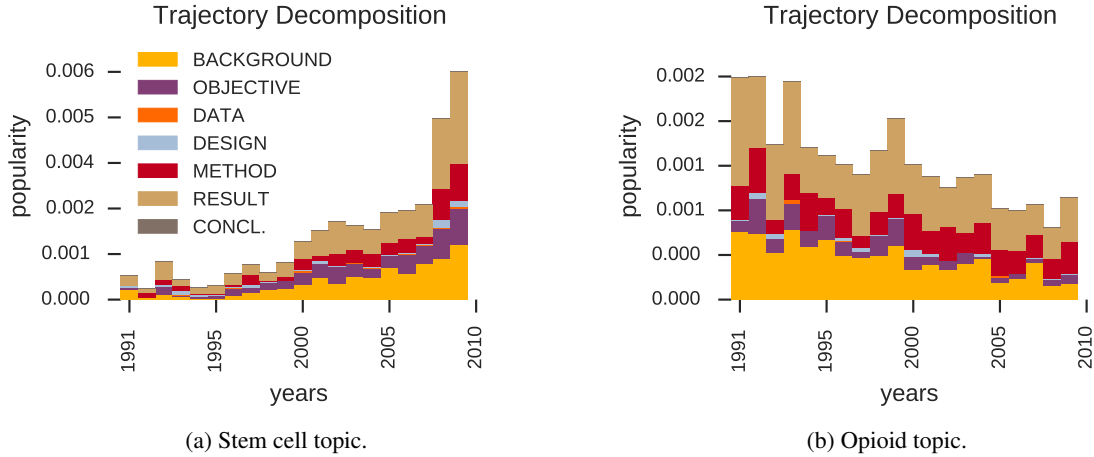 Trajectory Decomposition
BACKGROUND
OBJECTIVE
DATA
DESIGN
METHOD
RESULT
CONCL.
0.006
0.005
0.004
0.002
0.001
0.000
popularity
1991
1995
2000
2005
2010
years
(a) Stem cell topic.
Trajectory Decomposition
0.002
0.002
0.001
0.001
0.000
0.000
popularity
1991
1995
2000
2005
2010
years
(b) Opioid topic.